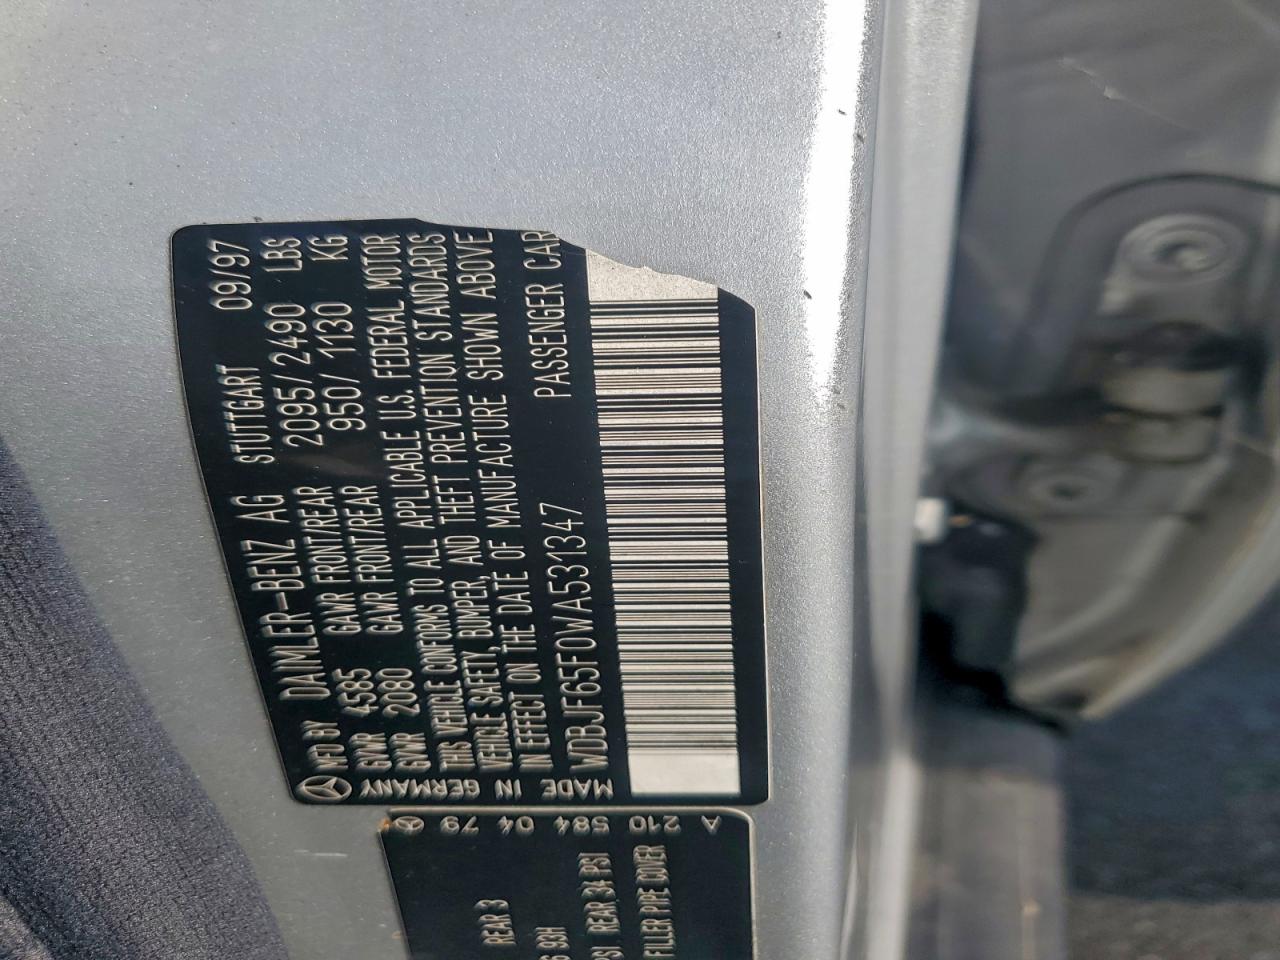 MFD BY DAIMLER-BENZ AG STUTTGART 09/97
GVWR 4585 GAWR FRONT/REAR 2095/2490 LBS
GVWR 2080 GAWR FRONT/REAR 950/1130 KG
THIS VEHICLE CONFORMS TO ALL APPLICABLE U.S. FEDERAL MOTOR
VEHICLE SAFETY, BUMPER, AND THEFT PREVENTION STANDARDS
IN EFFECT ON THE DATE OF MANUFACTURE SHOWN ABOVE
WDBJF65F0WA531347 PASSENGER CAR
MADE IN GERMANY
A 210 584 04 79
REAR 3
93H
PSI REAR 34 PSI
FILLER PIPE COVER